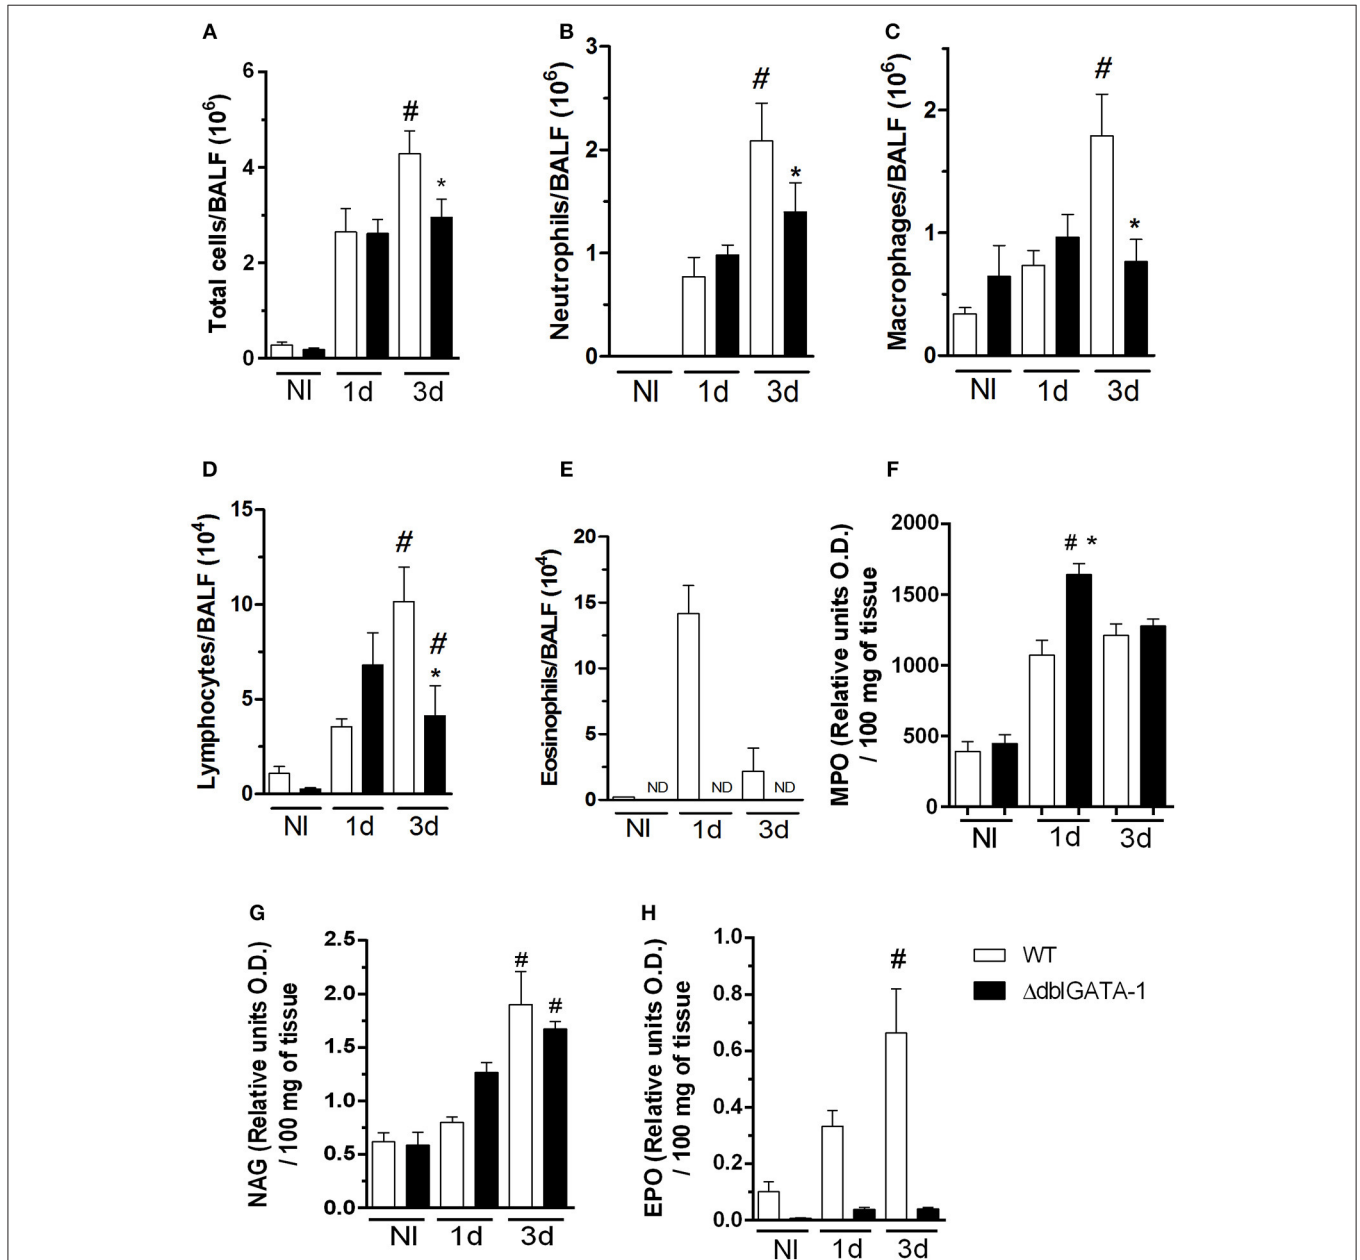 A
Total cells/BALF (10⁶)
6
4
2
0
#
*
NI 1d 3d
B
Neutrophils/BALF (10⁶)
3
2
1
0
#
*
NI 1d 3d
C
Macrophages/BALF (10⁶)
2
1
0
#
*
NI 1d 3d
D
Lymphocytes/BALF (10⁴)
15
10
5
0
#
#
*
NI 1d 3d
E
Eosinophils/BALF (10⁴)
20
15
10
5
0
ND ND ND
NI 1d 3d
F
MPO (Relative units O.D.)
/ 100 mg of tissue
2000
1500
1000
500
0
# *
NI 1d 3d
G
NAG (Relative units O.D.)
/ 100 mg of tissue
2.5
2.0
1.5
1.0
0.5
0.0
#
#
NI 1d 3d
H
EPO (Relative units O.D.)
/ 100 mg of tissue
1.0
0.8
0.6
0.4
0.2
0.0
#
NI 1d 3d
WT
ΔdblGATA-1